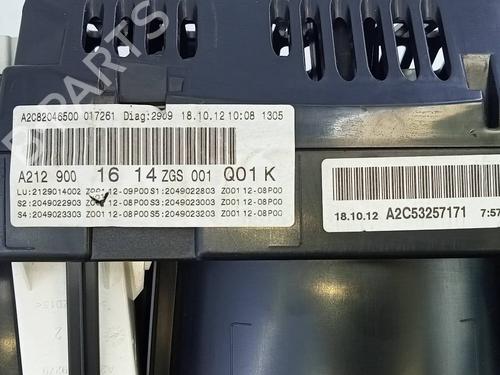 A2C82046500 017261 Diag:2909 18.10.12 10:08 1305
A212 900 16 14 ZGS 001 Q01 K
LU:2129014002 Z001 12-09P00 S1:2049022803 Z001 12-08P00
S2:2049022903 Z001 12-08P00 S3:2049023003 Z001 12-08P00
S4:2049023303 Z001 12-08P00 S5:2049023203 Z001 12-08P00
18.10.12 A2C53257171 7:57
PARTS